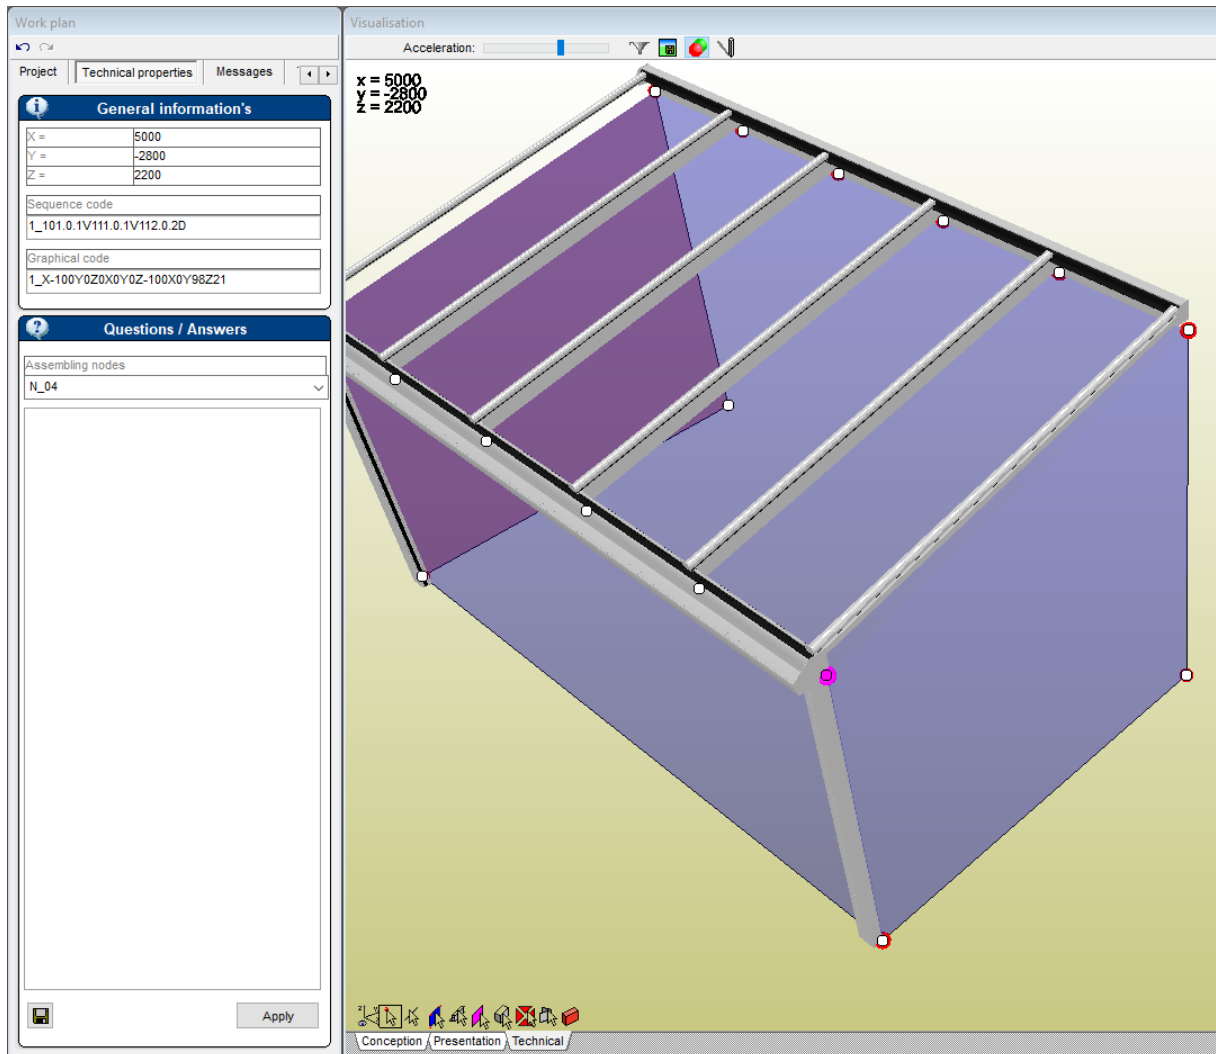 Work plan
Project
Technical properties
Messages
General information's
X =
5000
Y =
-2800
Z =
2200
Sequence code
1_101.0.1V111.0.1V112.0.2D
Graphical code
1_X-100Y0Z0X0Y0Z-100X0Y98Z21
Questions / Answers
Assembling nodes
N_04
Apply
Visualisation
Acceleration:
x = 5000
y = -2800
z = 2200
Conception
Presentation
Technical